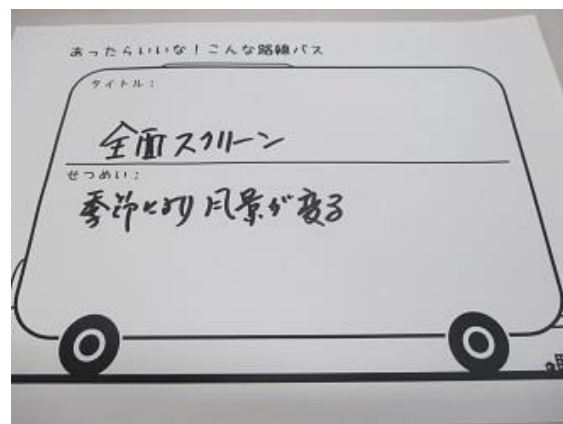 あったらいいな！こんな路線バス
タイトル：
全面スクリーン
せつめい：
季節により風景が変る